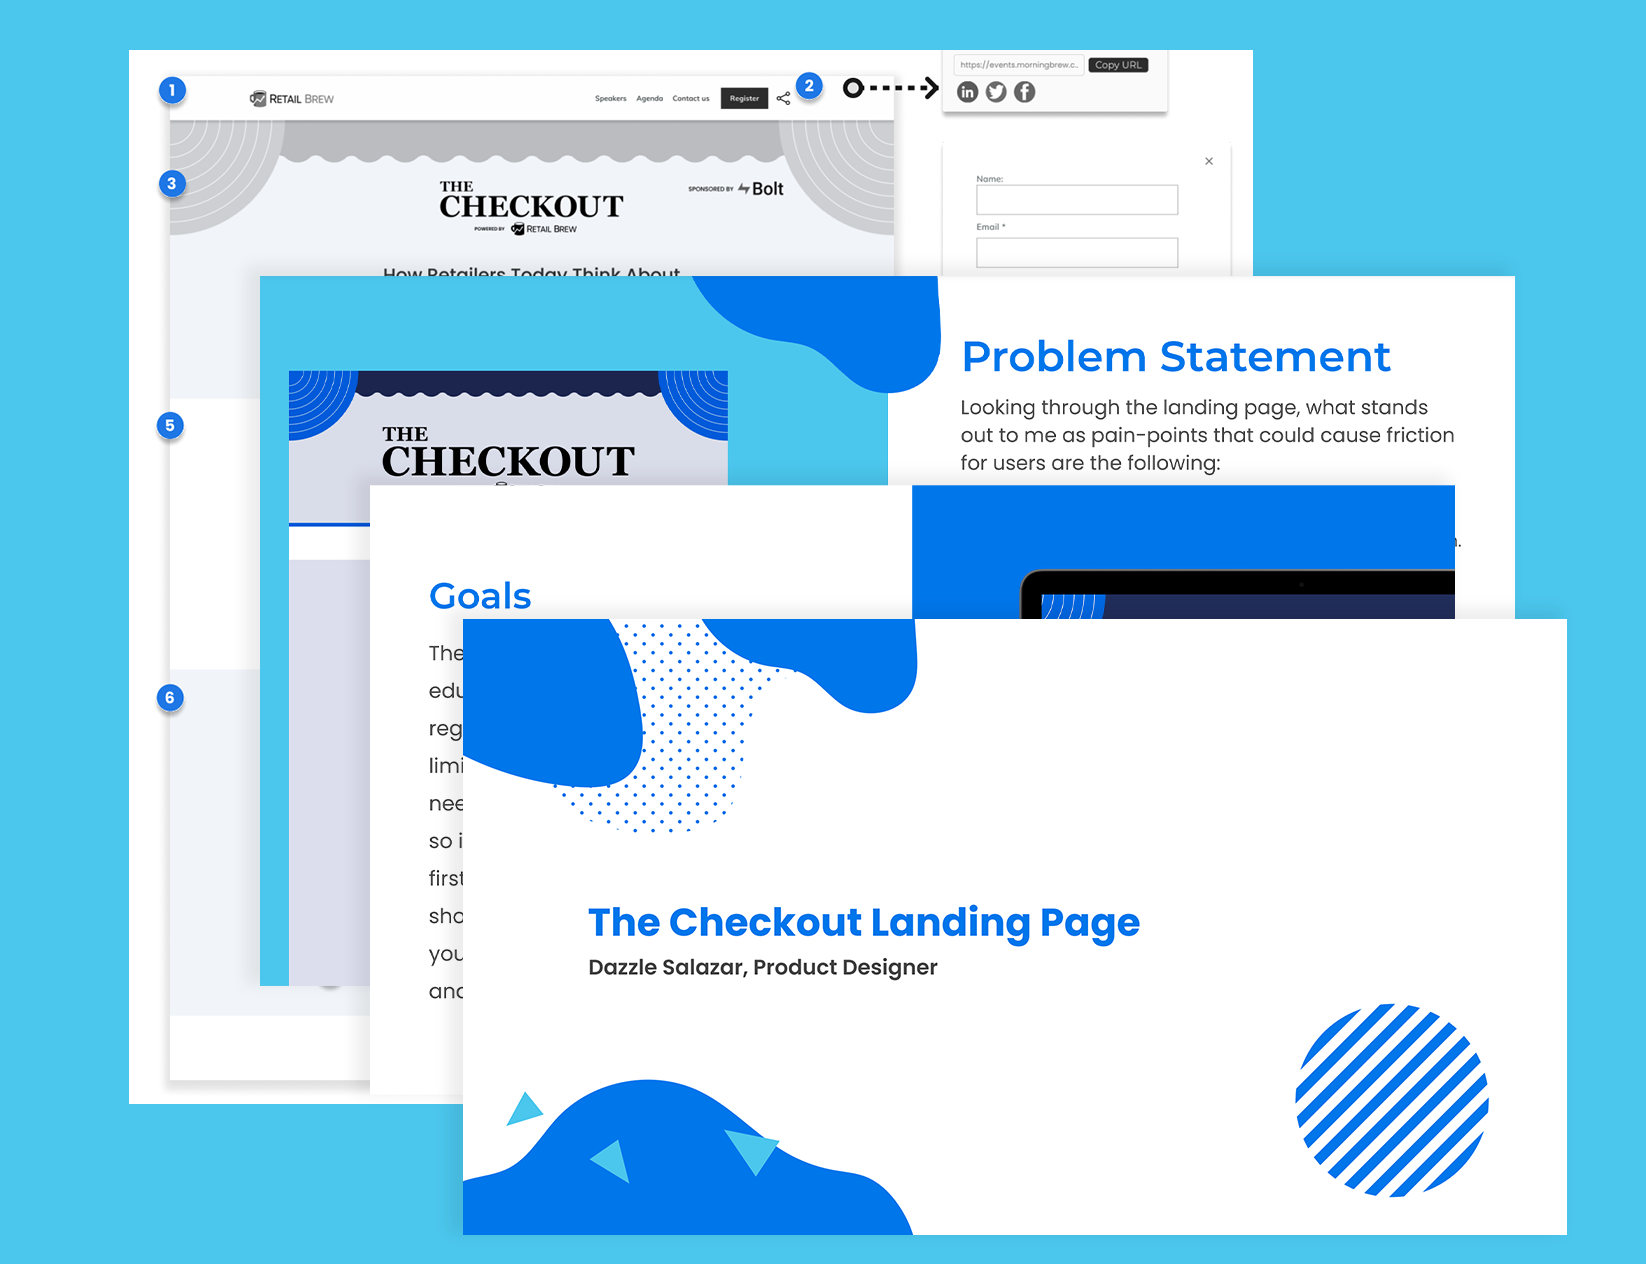 1
RETAIL BREW
Speakers Agenda Contact us Register
2
https://events.morningbrew.c.. Copy URL
in f
3
THE
CHECKOUT
POWERED BY RETAIL BREW
SPONSORED BY Bolt
×
Name:
Email *
How Retailers Today Think About
5
6
THE
CHECKOUT
Problem Statement
Looking through the landing page, what stands
out to me as pain-points that could cause friction
for users are the following:
Goals
The
edu
reg
limi
nee
so i
first
sho
you
and
The Checkout Landing Page
Dazzle Salazar, Product Designer